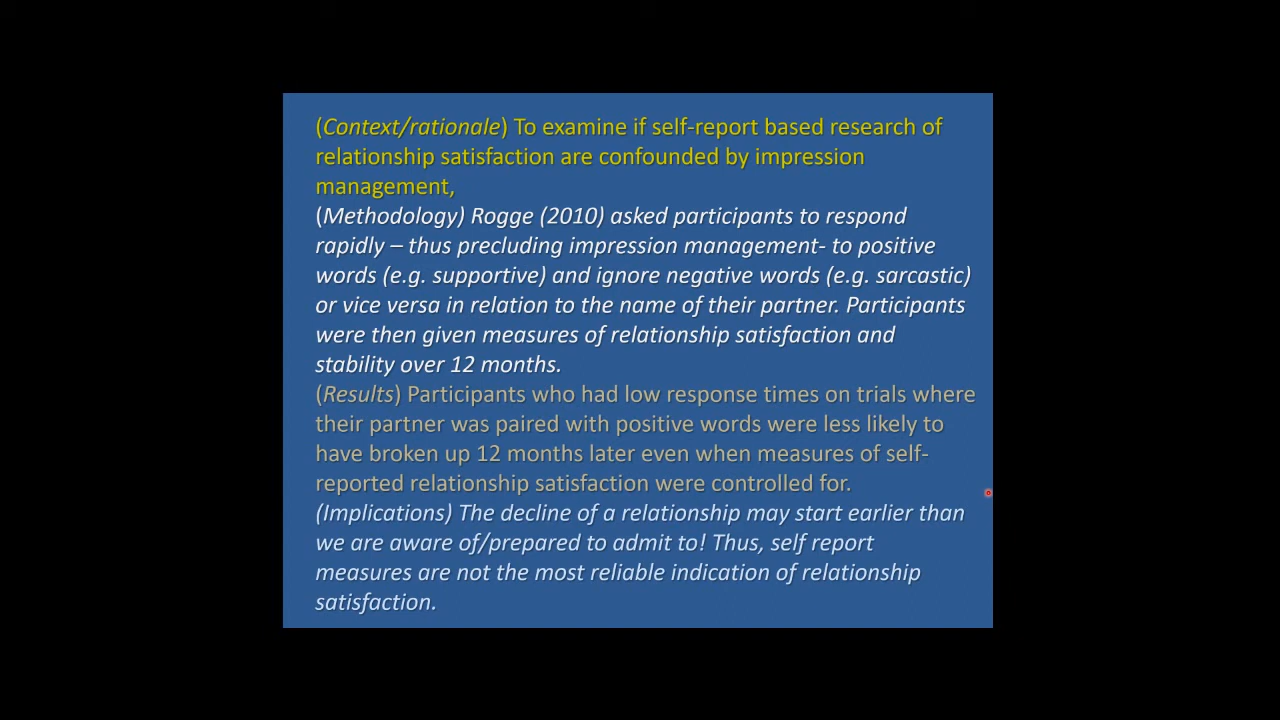 (Context/rationale) To examine if self-report based research of
relationship satisfaction are confounded by impression
management,
(Methodology) Rogge (2010) asked participants to respond
rapidly – thus precluding impression management- to positive
words (e.g. supportive) and ignore negative words (e.g. sarcastic)
or vice versa in relation to the name of their partner. Participants
were then given measures of relationship satisfaction and
stability over 12 months.
(Results) Participants who had low response times on trials where
their partner was paired with positive words were less likely to
have broken up 12 months later even when measures of self-
reported relationship satisfaction were controlled for.
(Implications) The decline of a relationship may start earlier than
we are aware of/prepared to admit to! Thus, self report
measures are not the most reliable indication of relationship
satisfaction.